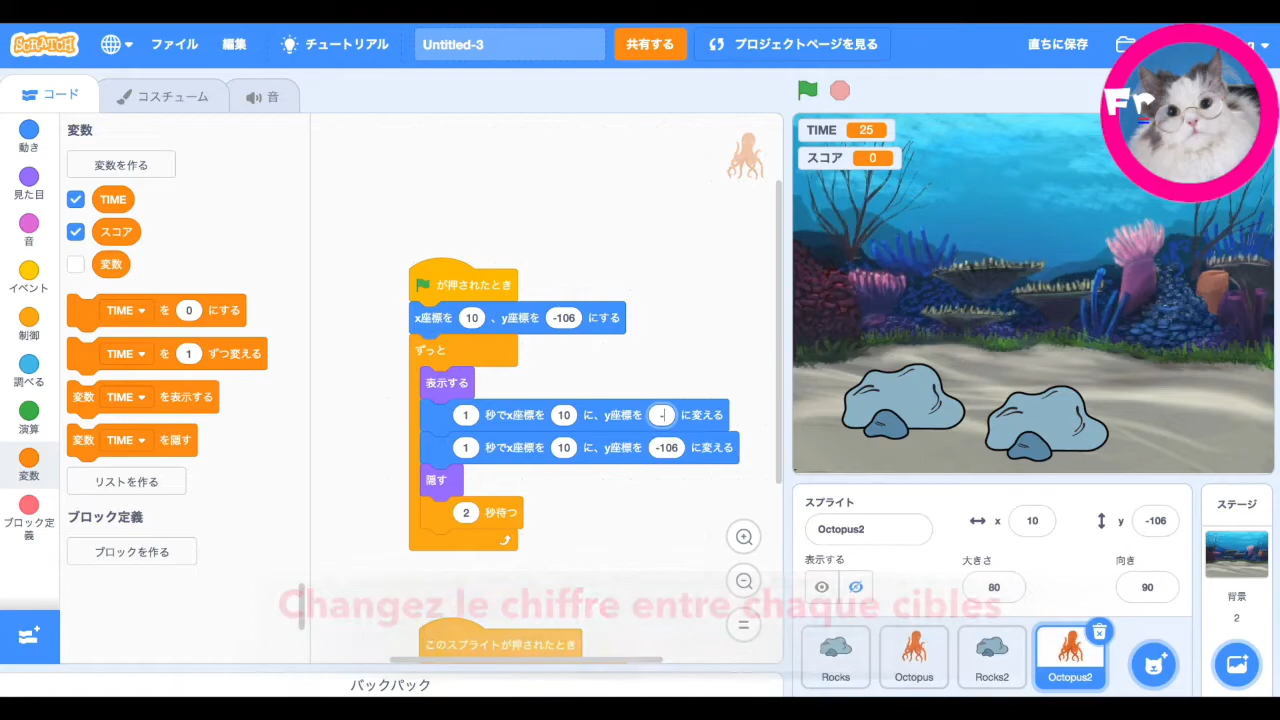 SCRATCH
ファイル
編集
チュートリアル
Untitled-3
共有する
プロジェクトページを見る
直ちに保存
Fr
コード
コスチューム
音
動き
見た目
音
イベント
制御
調べる
演算
変数
ブロック定
義
変数
変数を作る
TIME
スコア
変数
TIME を 0 にする
TIME を 1 ずつ変える
変数 TIME を表示する
変数 TIME を隠す
リストを作る
ブロック定義
ブロックを作る
が押されたとき
x座標を 10 、y座標を -106 にする
ずっと
表示する
1 秒でx座標を 10 に、y座標を - に変える
1 秒でx座標を 10 に、y座標を -106 に変える
隠す
2 秒待つ
このスプライトが押されたとき
Changez le chiffre entre chaque cibles
バックパック
TIME 25
スコア 0
スプライト
Octopus2
x 10
y -106
表示する
大きさ
80
向き
90
Rocks
Octopus
Rocks2
Octopus2
ステージ
背景
2